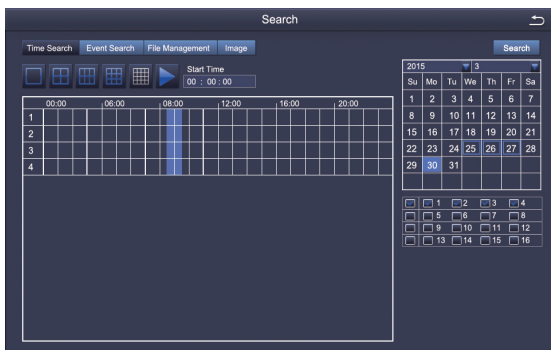 Search
Time Search Event Search File Management Image Search
Start Time
00 : 00 : 00
2015 3
Su Mo Tu We Th Fr Sa
1 2 3 4 5 6 7
8 9 10 11 12 13 14
15 16 17 18 19 20 21
22 23 24 25 26 27 28
29 30 31
00:00 06:00 08:00 12:00 16:00 20:00
1
2
3
4
1 2 3 4
5 6 7 8
9 10 11 12
13 14 15 16